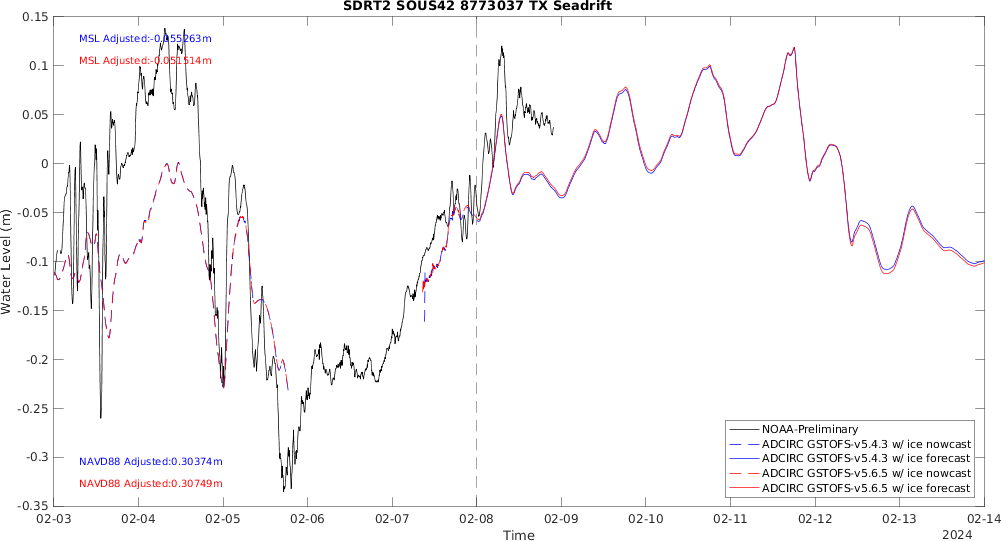 SDRT2 SOUS42 8773037 TX Seadrift
MSL Adjusted:-0.055263m
MSL Adjusted:-0.051514m
NAVD88 Adjusted:0.30374m
NAVD88 Adjusted:0.30749m
Water Level (m)
0.15
0.1
0.05
0
-0.05
-0.1
-0.15
-0.2
-0.25
-0.3
-0.35
NOAA-Preliminary
ADCIRC GSTOFS-v5.4.3 w/ ice nowcast
ADCIRC GSTOFS-v5.4.3 w/ ice forecast
ADCIRC GSTOFS-v5.6.5 w/ ice nowcast
ADCIRC GSTOFS-v5.6.5 w/ ice forecast
02-03 02-04 02-05 02-06 02-07 02-08 02-09 02-10 02-11 02-12 02-13 02-14
Time
2024